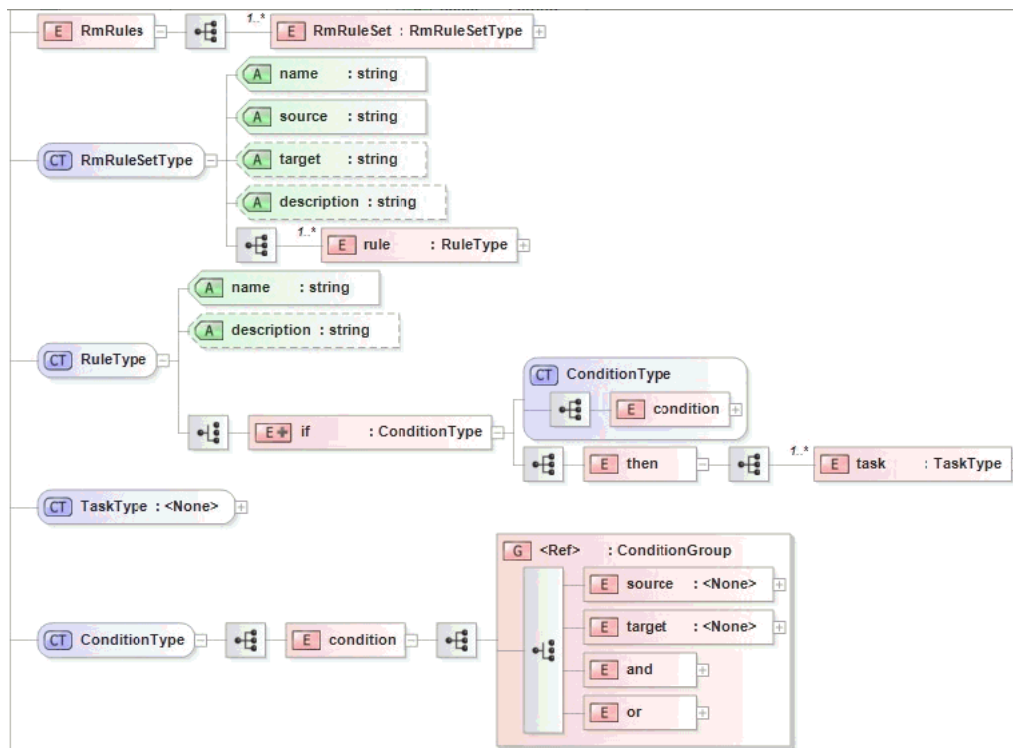 E RmRules 1..* E RmRuleSet : RmRuleSetType
A name : string
A source : string
CT RmRuleSetType A target : string
A description : string
1..* E rule : RuleType
A name : string
A description : string
CT RuleType
CT ConditionType
E condition
E if : ConditionType
E then 1..* E task : TaskType
CT TaskType : <None>
G <Ref> : ConditionGroup
E source : <None>
E target : <None>
CT ConditionType E condition
E and
E or